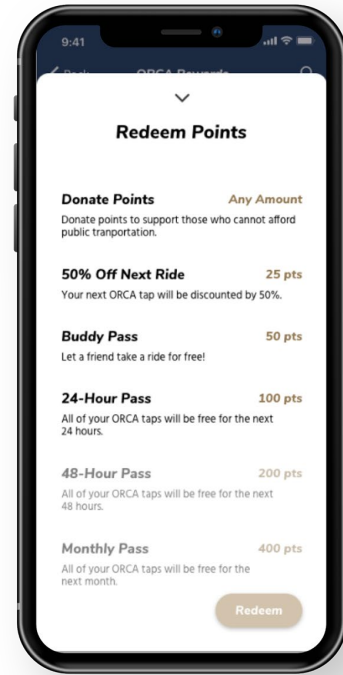 9:41
Back ORCA Rewards
Redeem Points
Donate Points Any Amount
Donate points to support those who cannot afford
public tranportation.
50% Off Next Ride 25 pts
Your next ORCA tap will be discounted by 50%.
Buddy Pass 50 pts
Let a friend take a ride for free!
24-Hour Pass 100 pts
All of your ORCA taps will be free for the next
24 hours.
48-Hour Pass 200 pts
All of your ORCA taps will be free for the next
48 hours.
Monthly Pass 400 pts
All of your ORCA taps will be free for the
next month.
Redeem